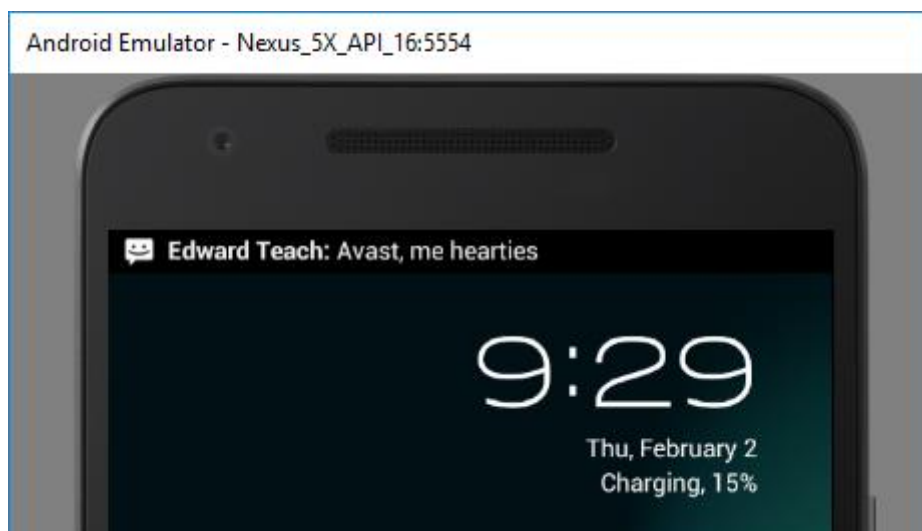 Android Emulator - Nexus_5X_API_16:5554
Edward Teach: Avast, me hearties
9:29
Thu, February 2
Charging, 15%